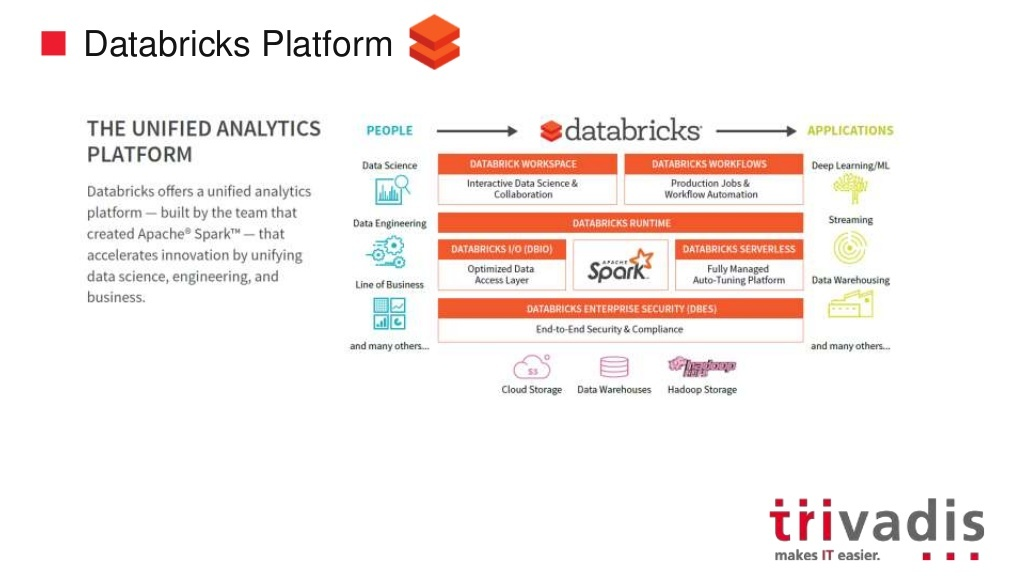 Databricks Platform
THE UNIFIED ANALYTICS
PLATFORM
Databricks offers a unified analytics
platform — built by the team that
created Apache® Spark™ — that
accelerates innovation by unifying
data science, engineering, and
business.
PEOPLE
databricks
APPLICATIONS
Data Science
Data Engineering
Line of Business
and many others...
DATABRICK WORKSPACE
Interactive Data Science &
Collaboration
DATABRICKS WORKFLOWS
Production Jobs &
Workflow Automation
DATABRICKS RUNTIME
DATABRICKS I/O (DBIO)
Optimized Data
Access Layer
APACHE
Spark™
DATABRICKS SERVERLESS
Fully Managed
Auto-Tuning Platform
DATABRICKS ENTERPRISE SECURITY (DBES)
End-to-End Security & Compliance
Deep Learning/ML
Streaming
Data Warehousing
and many others...
S3
Cloud Storage
Data Warehouses
hadoop
Hadoop Storage
trivadis
makes IT easier.